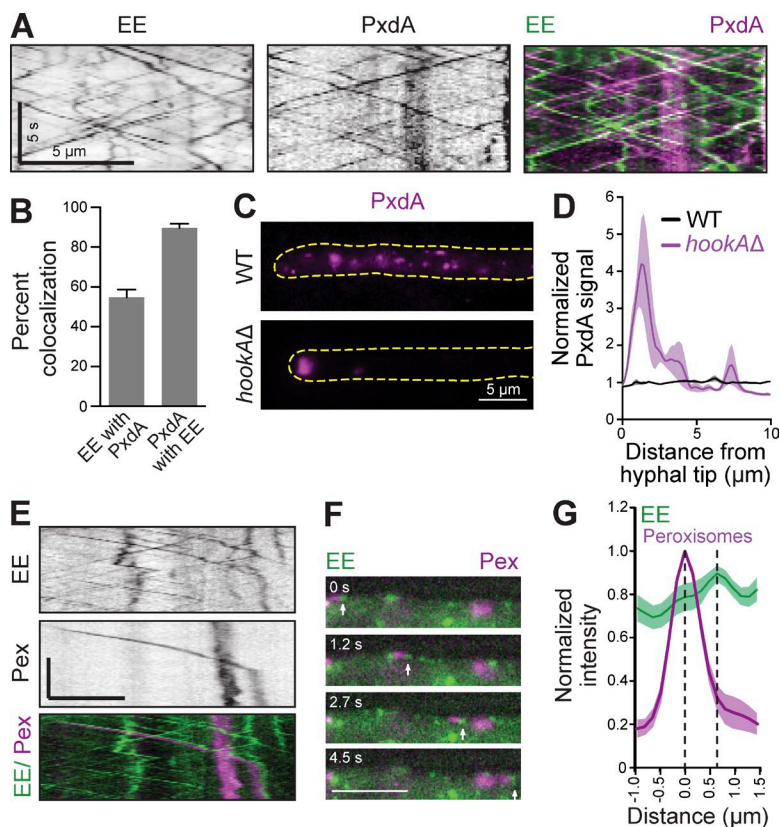 A
EE
PxdA
EE PxdA
5 s
5 µm
B
Percent
colocalization
100
80
60
40
20
0
EE with
PxdA
PxdA
with EE
C
PxdA
WT
hookAΔ
5 µm
D
Normalized
PxdA signal
6
5
4
3
2
1
0
WT
hookAΔ
0 5 10
Distance from
hyphal tip (µm)
E
EE
Pex
EE/ Pex
F
EE Pex
0 s
1.2 s
2.7 s
4.5 s
G
EE
Peroxisomes
Normalized
intensity
1.2
1.0
0.8
0.6
0.4
0.2
0
-1.0 -0.5 0.0 0.5 1.0 1.5
Distance (µm)